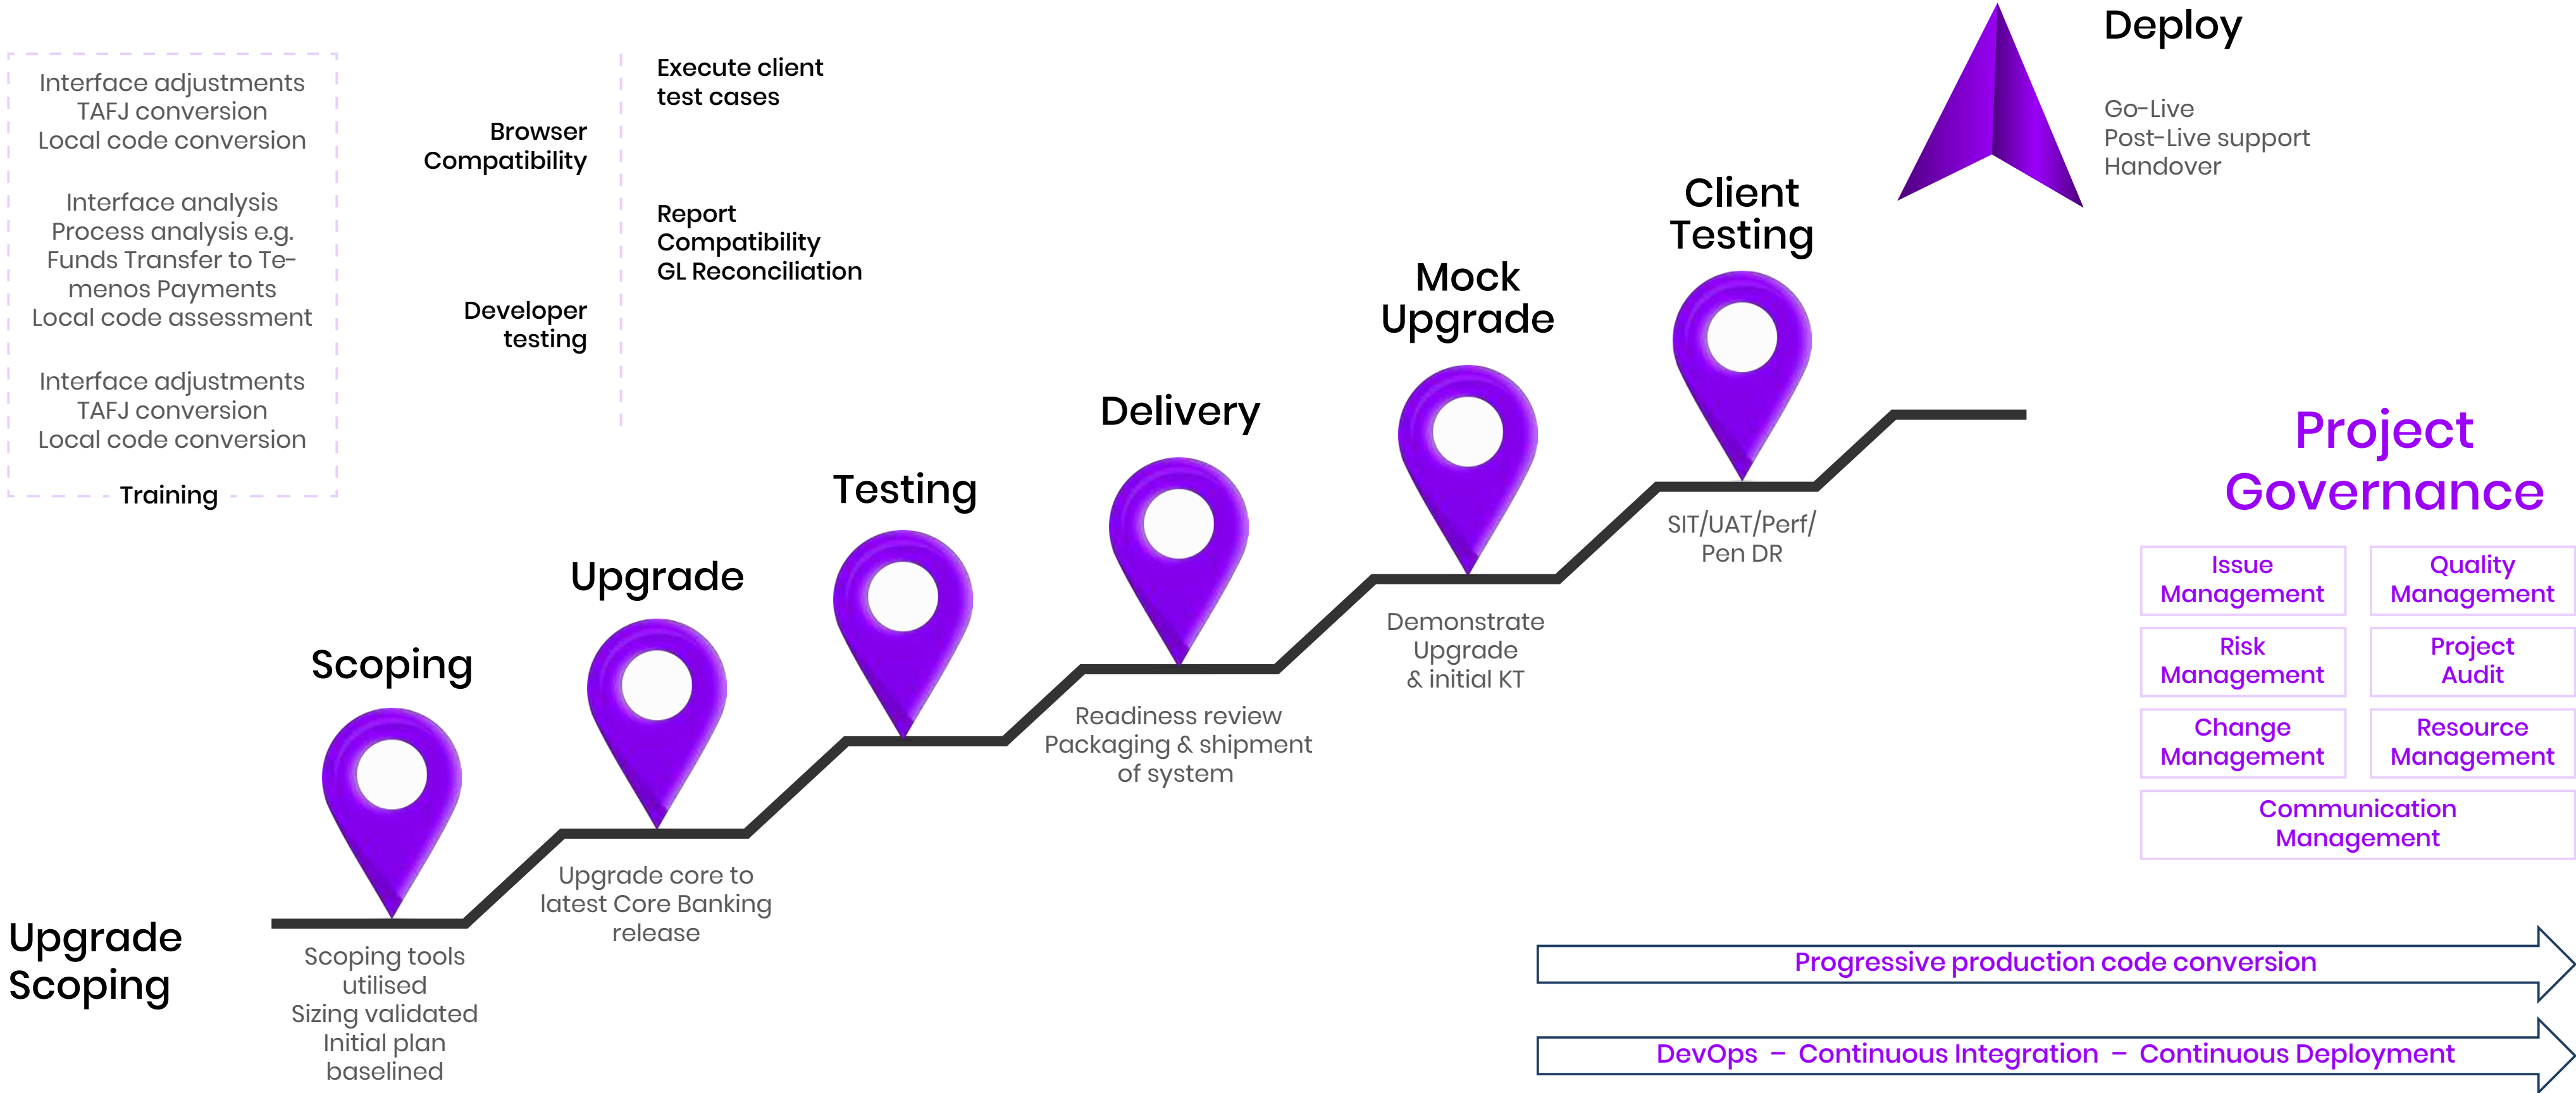 Interface adjustments
TAFJ conversion
Local code conversion
Interface analysis
Process analysis e.g.
Funds Transfer to Te-
menos Payments
Local code assessment
Interface adjustments
TAFJ conversion
Local code conversion
Training
Browser
Compatibility
Developer
testing
Execute client
test cases
Report
Compatibility
GL Reconciliation
Upgrade
Scoping
Scoping
Scoping tools
utilised
Sizing validated
Initial plan
baselined
Upgrade
Upgrade core to
latest Core Banking
release
Testing
Delivery
Readiness review
Packaging & shipment
of system
Mock
Upgrade
Demonstrate
Upgrade
& initial KT
Client
Testing
SIT/UAT/Perf/
Pen DR
Deploy
Go-Live
Post-Live support
Handover
Project
Governance
Issue
Management
Quality
Management
Risk
Management
Project
Audit
Change
Management
Resource
Management
Communication
Management
Progressive production code conversion
DevOps – Continuous Integration – Continuous Deployment